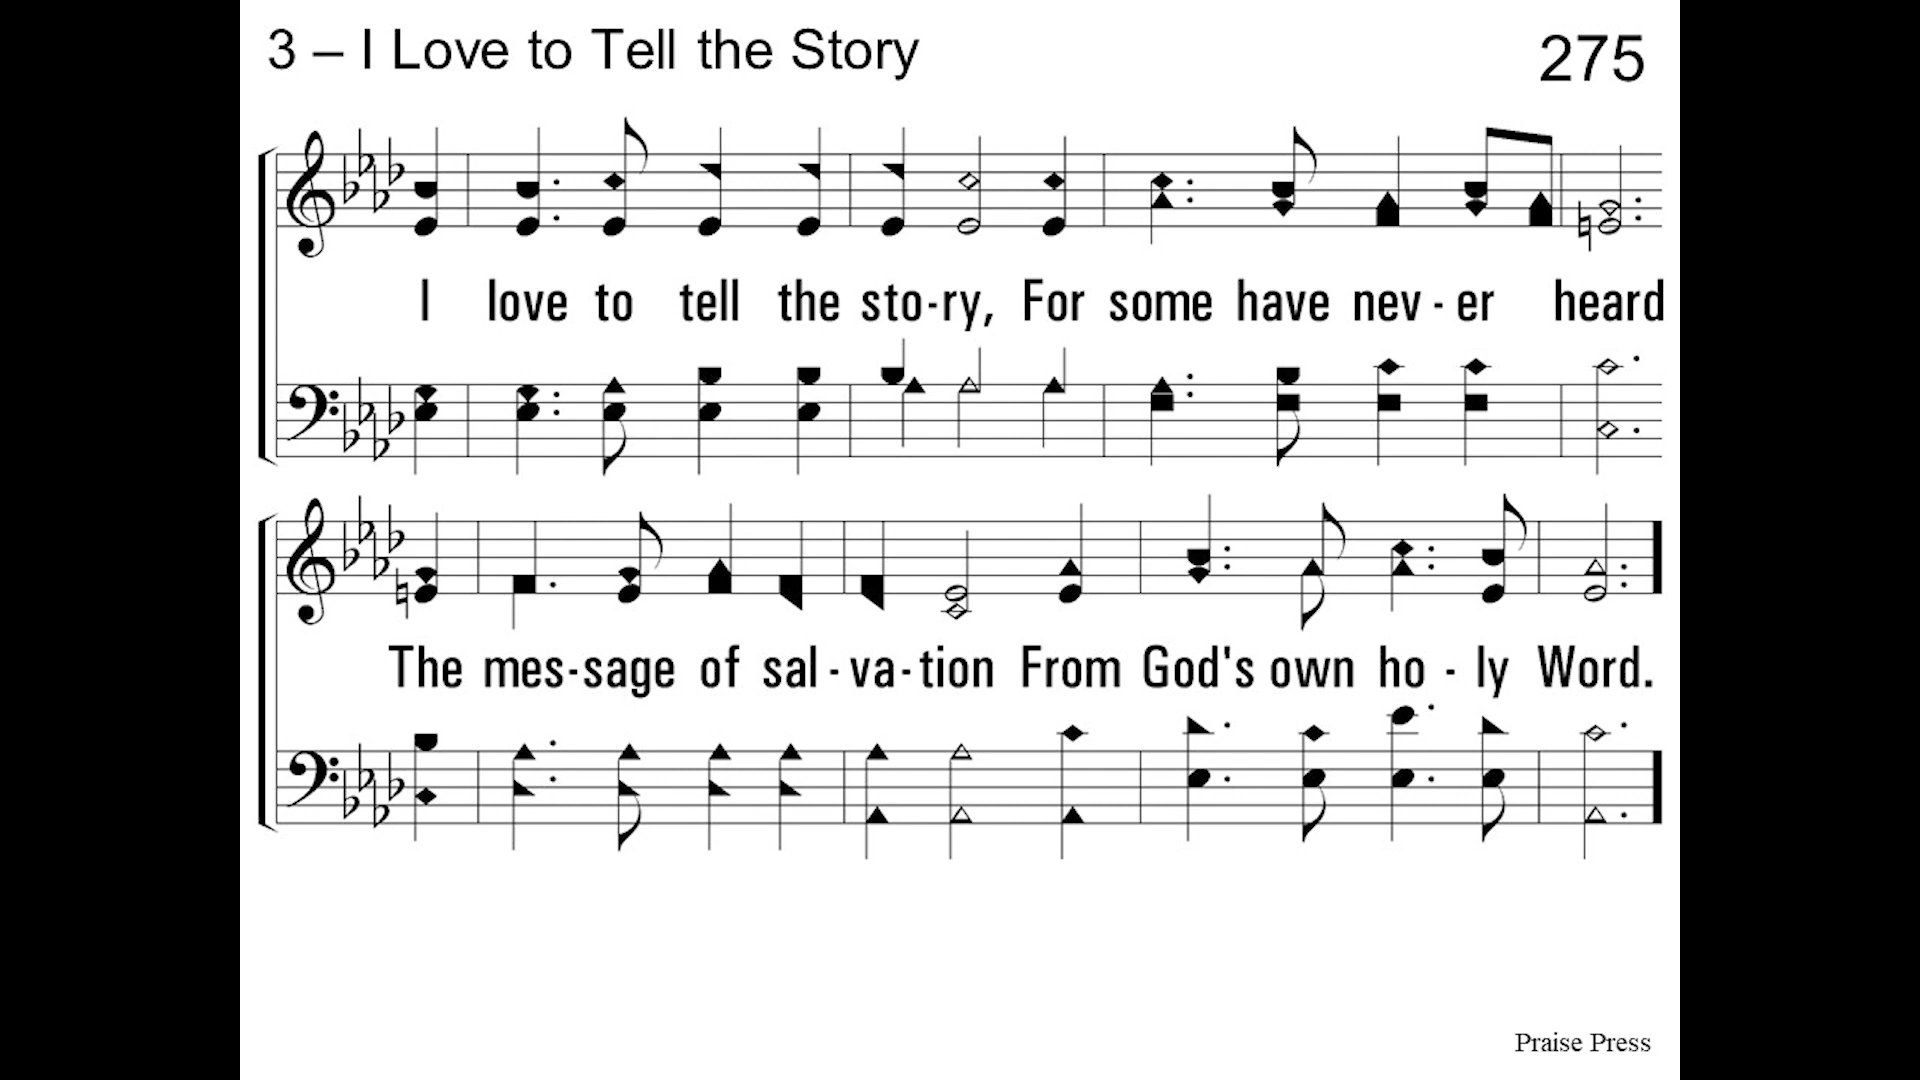 3 – I Love to Tell the Story
275
I love to tell the sto-ry, For some have nev-er heard
The mes-sage of sal-va-tion From God's own ho-ly Word.
Praise Press